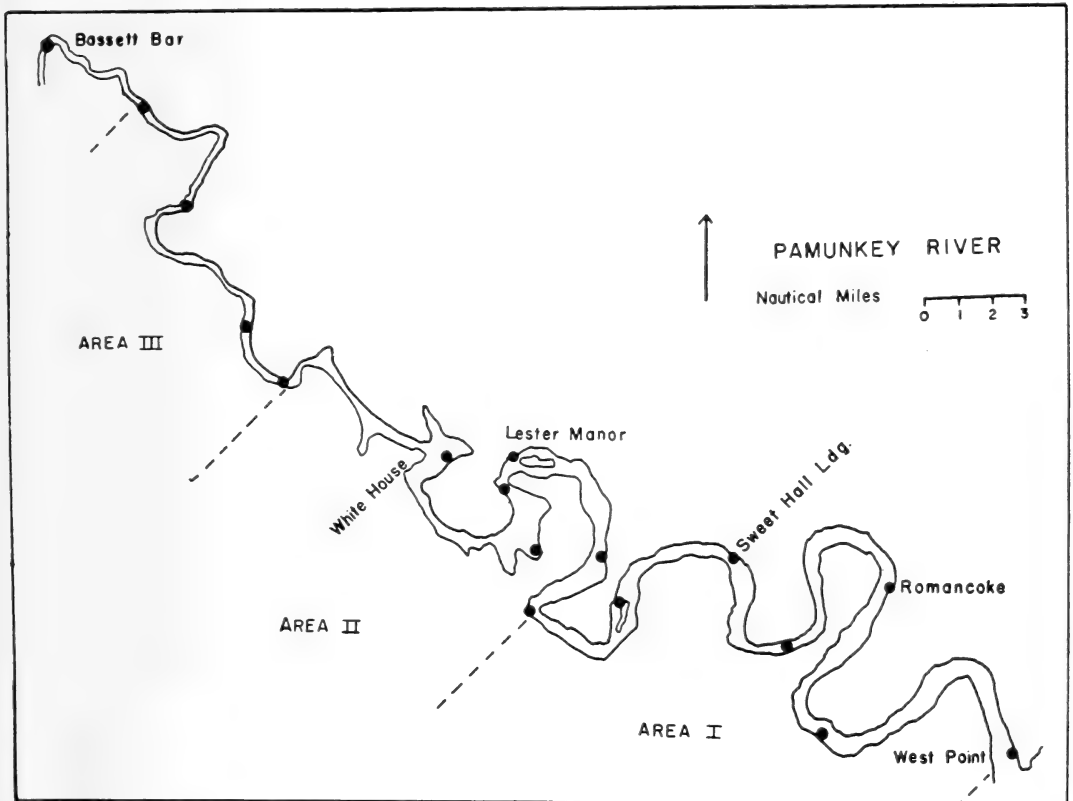 Bassett Bar
PAMUNKEY RIVER
Nautical Miles
0 1 2 3
AREA III
Lester Manor
White House
Sweet Hall Ldg.
Romancoke
AREA II
AREA I
West Point